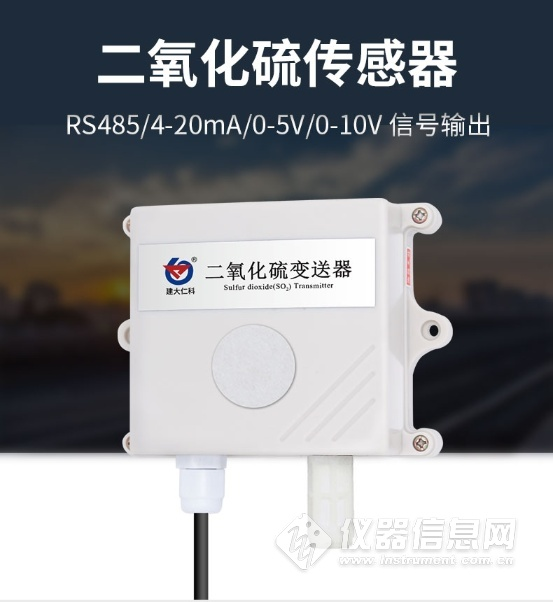 二氧化硫传感器
RS485/4-20mA/0-5V/0-10V 信号输出
®
建大仁科
二氧化硫变送器
Sulfur dioxide(SO₂) Transmitter
仪器信息网
www.instrument.com.cn